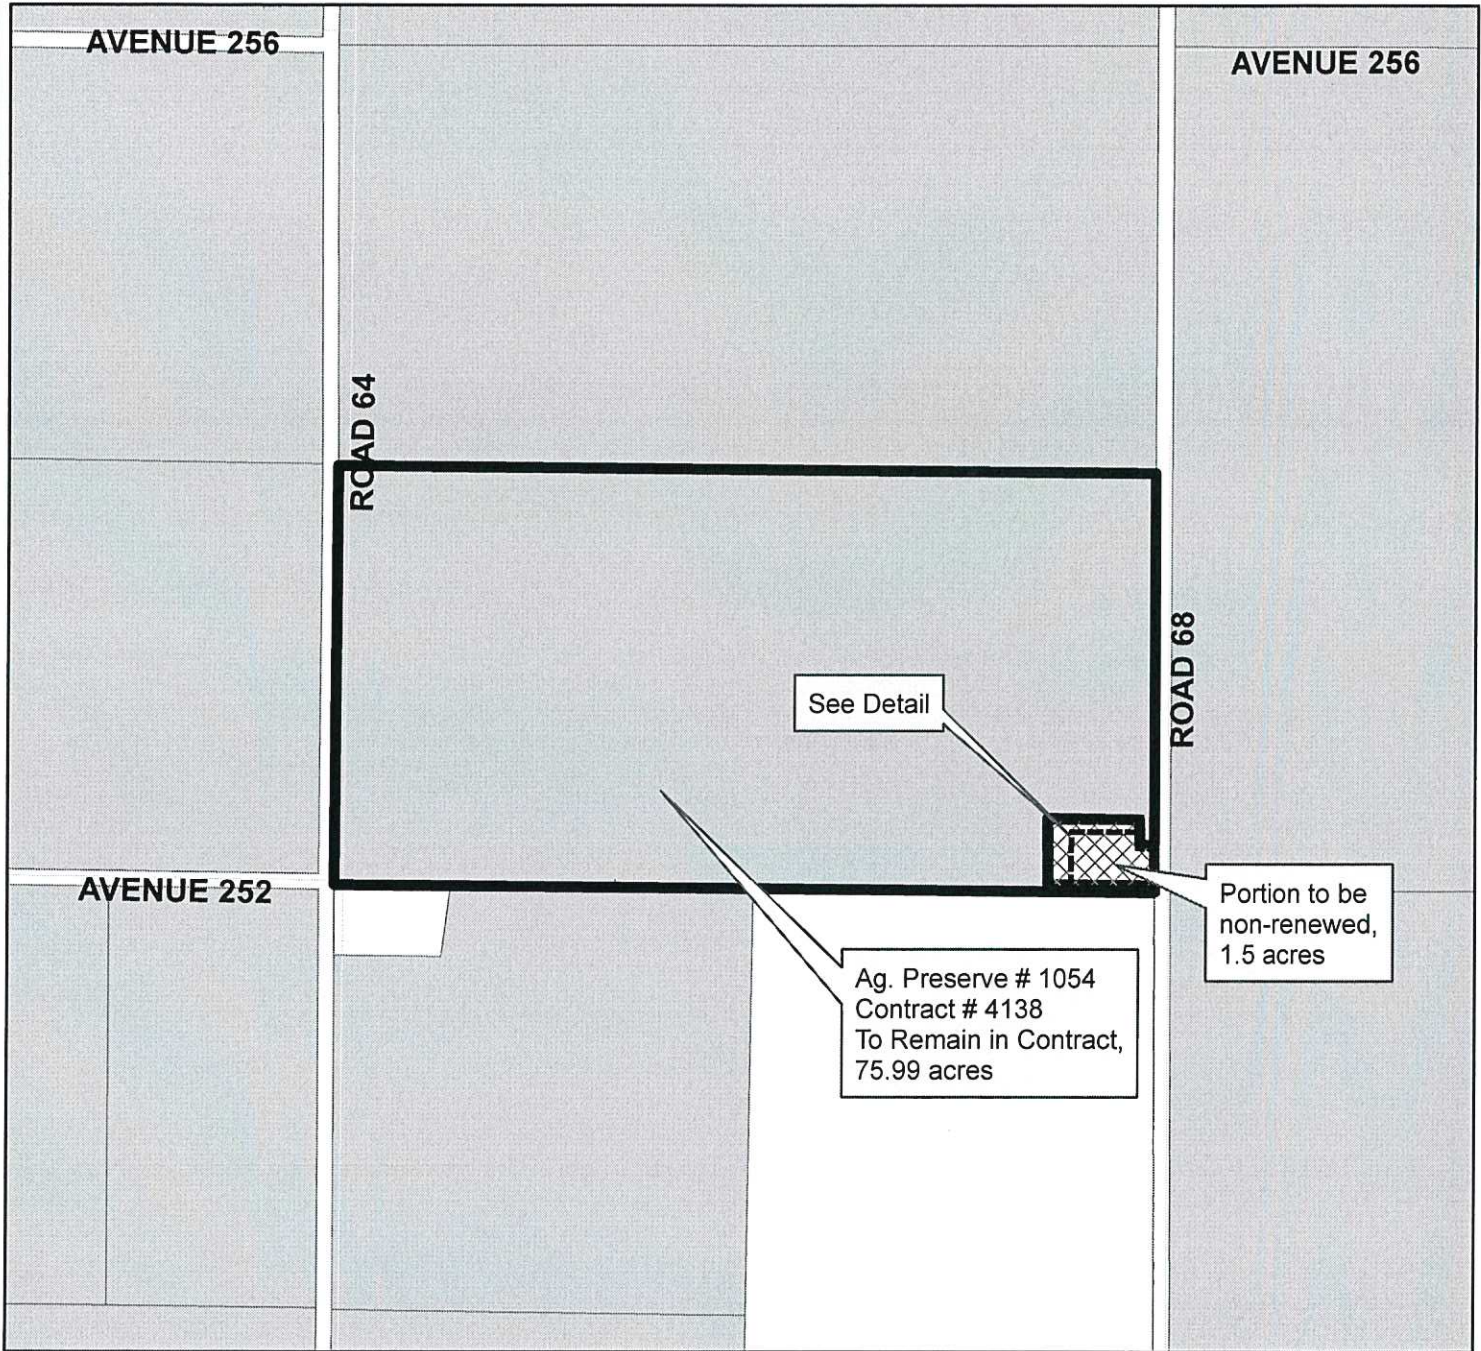 AVENUE 256
AVENUE 256
ROAD 64
ROAD 68
See Detail
AVENUE 252
Portion to be
non-renewed,
1.5 acres
Ag. Preserve # 1054
Contract # 4138
To Remain in Contract,
75.99 acres